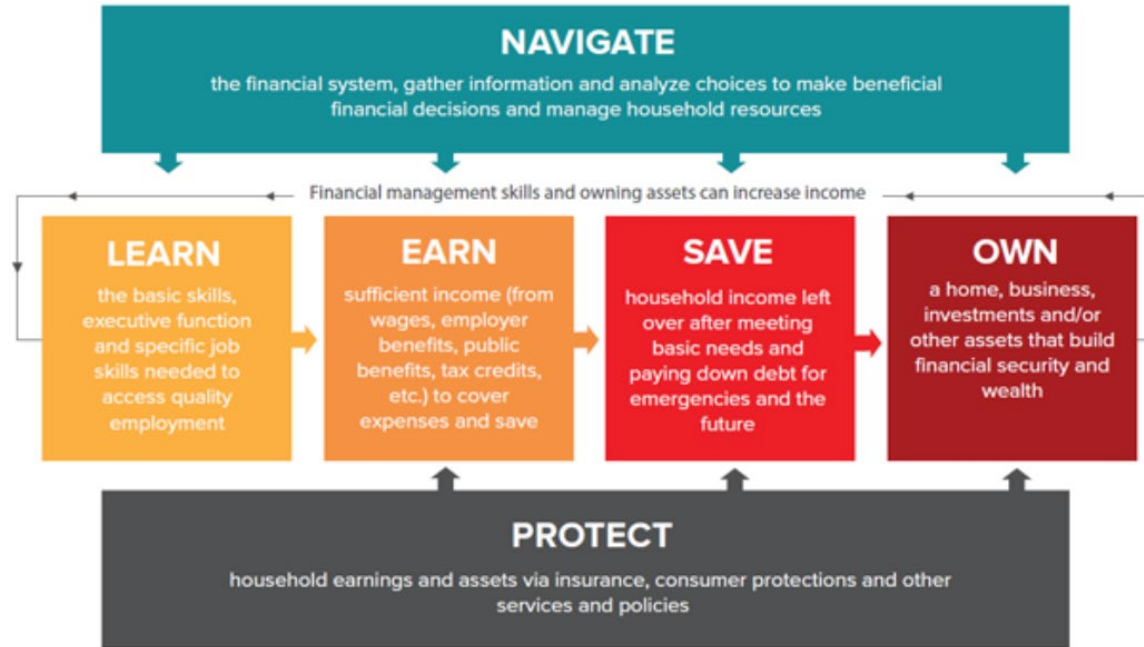 NAVIGATE
the financial system, gather information and analyze choices to make beneficial
financial decisions and manage household resources
Financial management skills and owning assets can increase income
LEARN
the basic skills,
executive function
and specific job
skills needed to
access quality
employment
EARN
sufficient income (from
wages, employer
benefits, public
benefits, tax credits,
etc.) to cover
expenses and save
SAVE
household income left
over after meeting
basic needs and
paying down debt for
emergencies and the
future
OWN
a home, business,
investments and/or
other assets that build
financial security and
wealth
PROTECT
household earnings and assets via insurance, consumer protections and other
services and policies